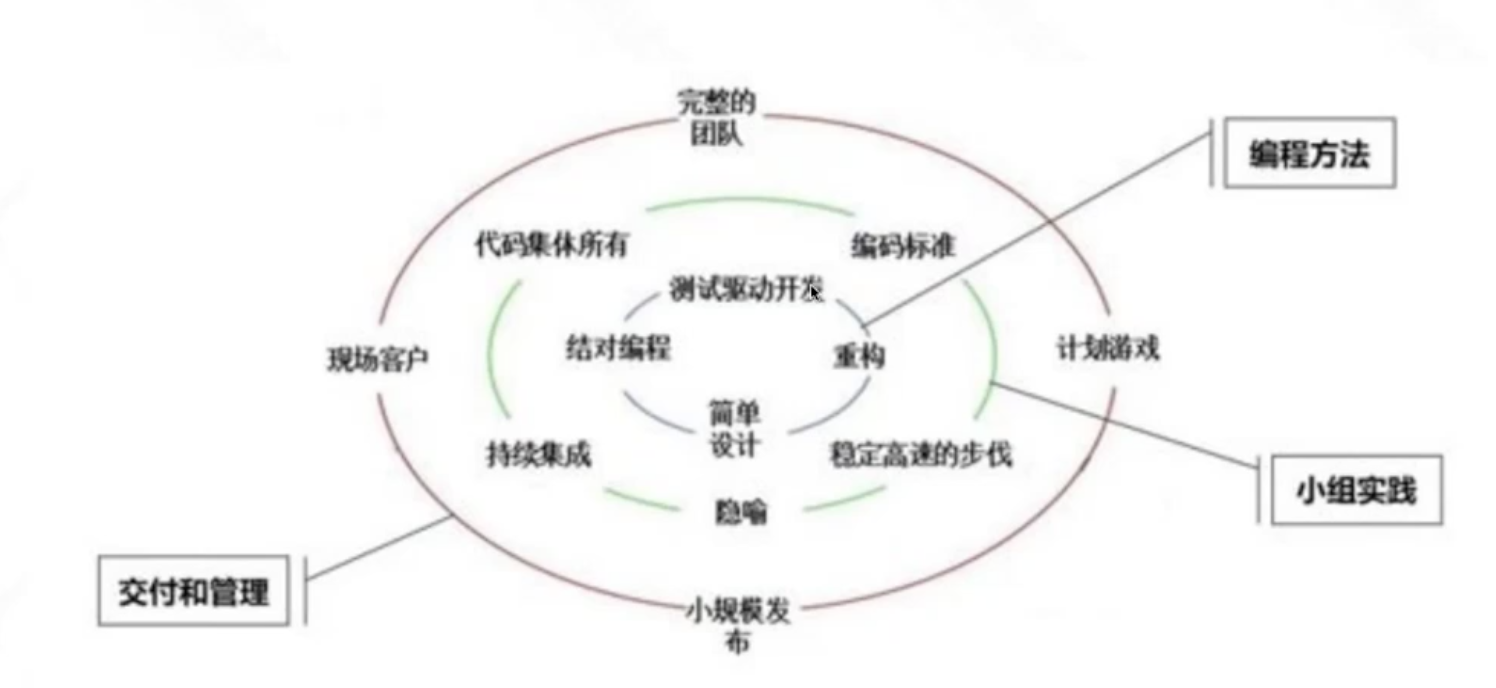 完整的
团队
编程方法
代码集体所有
编码标准
测试驱动开发
现场客户
结对编程
重构
计划游戏
简单
设计
持续集成
稳定高速的步伐
小组实践
隐喻
交付和管理
小规模发
布